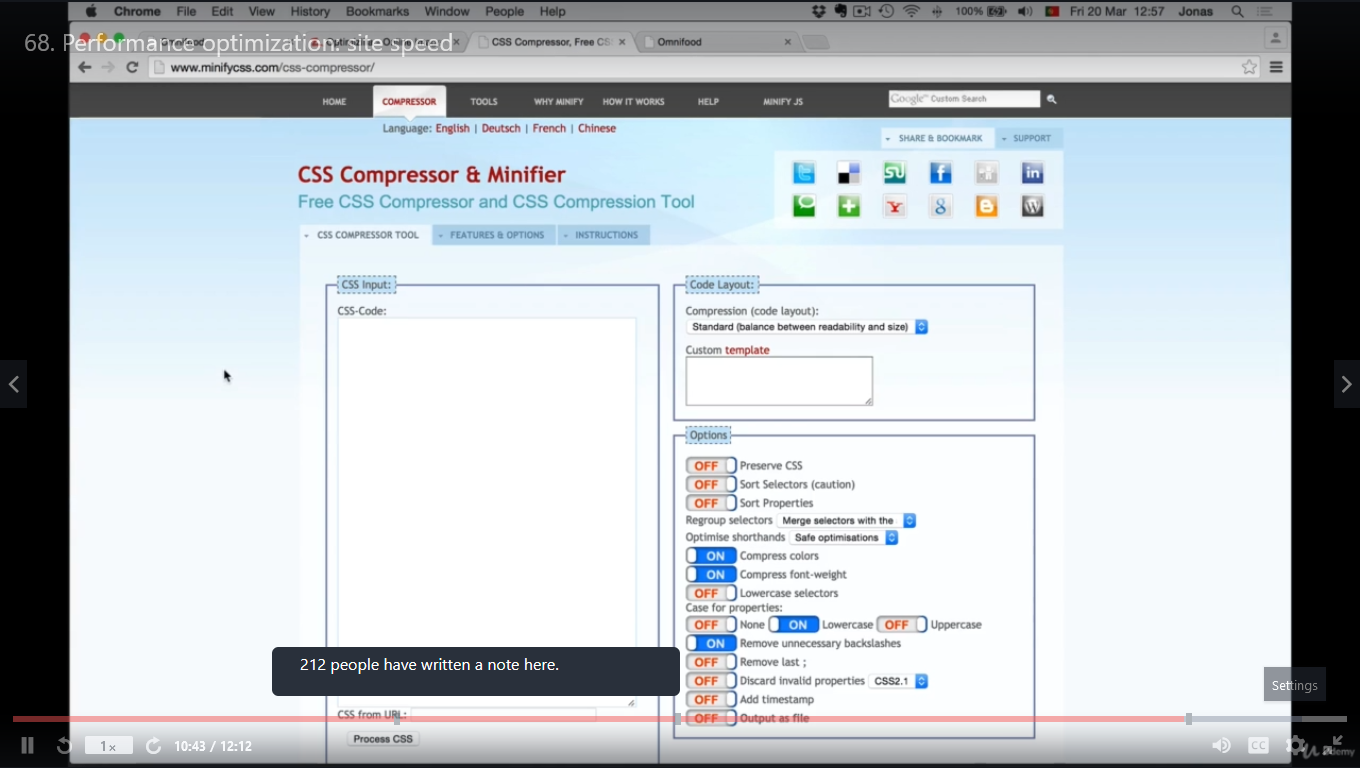 Chrome File Edit View History Bookmarks Window People Help 100% Fri 20 Mar 12:57 Jonas
68. Performance optimization: site speed
CSS Compressor, Free CS Omnifood
www.minifycss.com/css-compressor/
HOME COMPRESSOR TOOLS WHY MINIFY HOW IT WORKS HELP MINIFY JS Google™ Custom Search
Language: English | Deutsch | French | Chinese
SHARE & BOOKMARK SUPPORT
CSS Compressor & Minifier
Free CSS Compressor and CSS Compression Tool
CSS COMPRESSOR TOOL FEATURES & OPTIONS INSTRUCTIONS
CSS Input:
CSS-Code:
Code Layout:
Compression (code layout):
Standard (balance between readability and size)
Custom template
Options
OFF Preserve CSS
OFF Sort Selectors (caution)
OFF Sort Properties
Regroup selectors Merge selectors with the
Optimise shorthands Safe optimisations
ON Compress colors
ON Compress font-weight
OFF Lowercase selectors
Case for properties:
OFF None ON Lowercase OFF Uppercase
ON Remove unnecessary backslashes
OFF Remove last ;
OFF Discard invalid properties CSS2.1
OFF Add timestamp
OFF Output as file
212 people have written a note here.
CSS from URL:
Process CSS
Settings
1x
10:43 / 12:12
CC